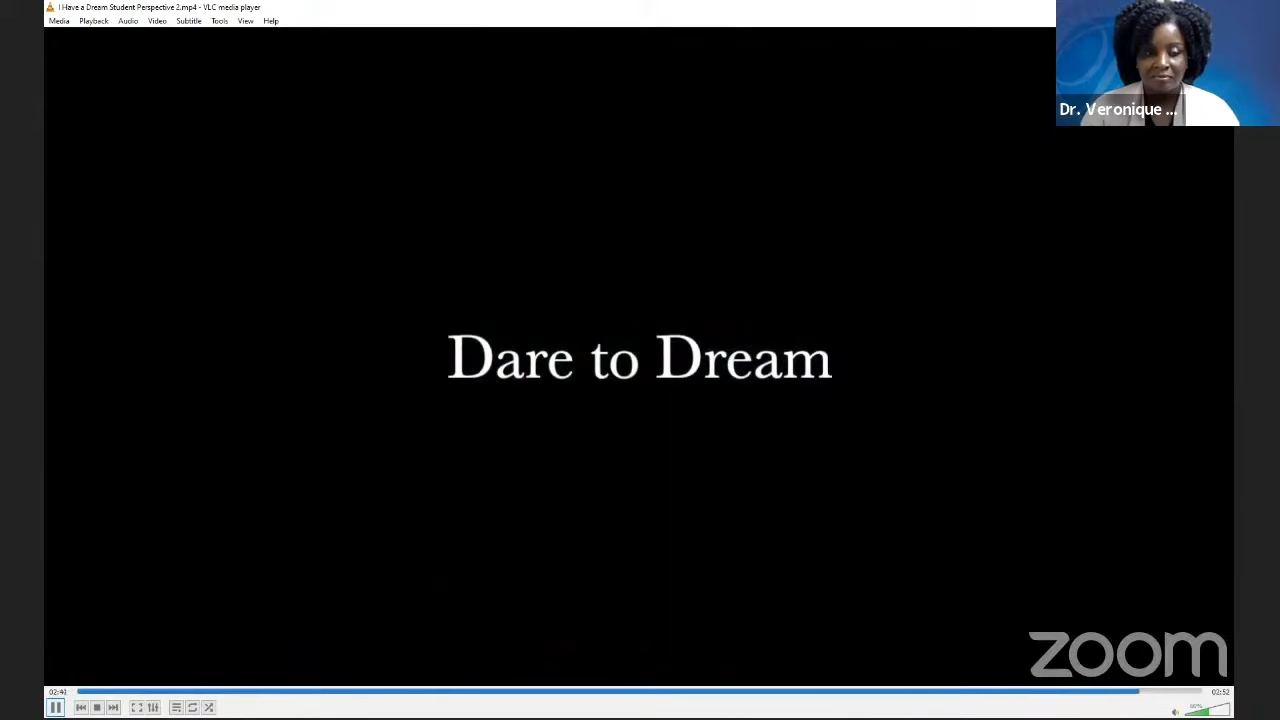 I Have a Dream Student Perspective 2.mp4 - VLC media player
Media Playback Audio Video Subtitle Tools View Help
Dr. Veronique ...
Dare to Dream
zoom
02:41
02:52